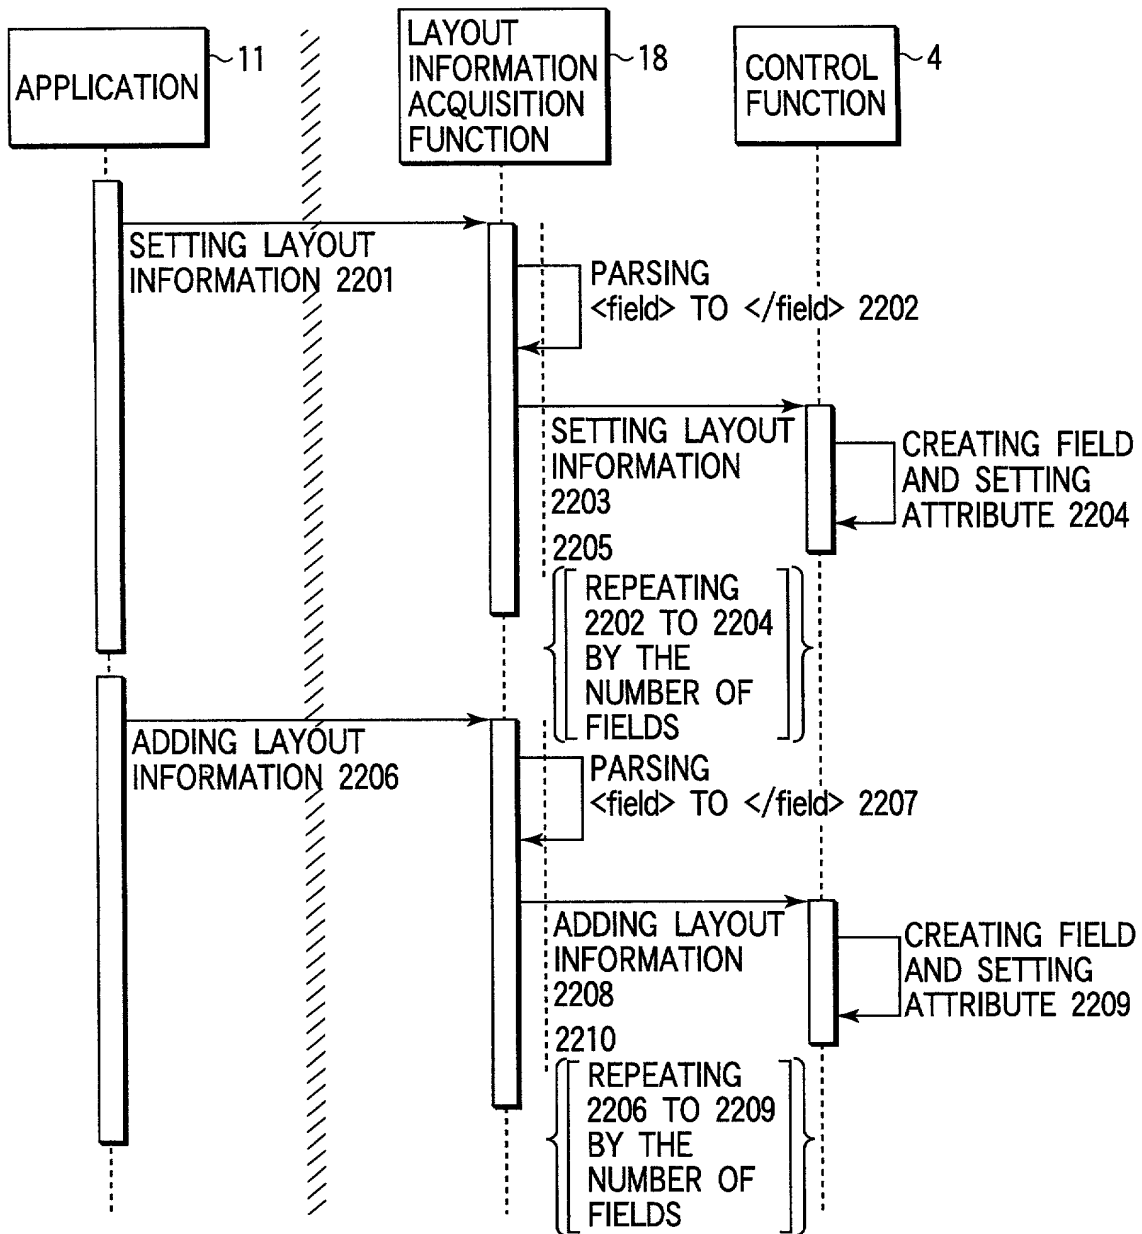 APPLICATION
11
LAYOUT
INFORMATION
ACQUISITION
FUNCTION
18
CONTROL
FUNCTION
4
SETTING LAYOUT
INFORMATION 2201
PARSING
<field> TO </field> 2202
SETTING LAYOUT
INFORMATION
2203
CREATING FIELD
AND SETTING
ATTRIBUTE 2204
2205
REPEATING
2202 TO 2204
BY THE
NUMBER OF
FIELDS
ADDING LAYOUT
INFORMATION 2206
PARSING
<field> TO </field> 2207
ADDING LAYOUT
INFORMATION
2208
CREATING FIELD
AND SETTING
ATTRIBUTE 2209
2210
REPEATING
2206 TO 2209
BY THE
NUMBER OF
FIELDS